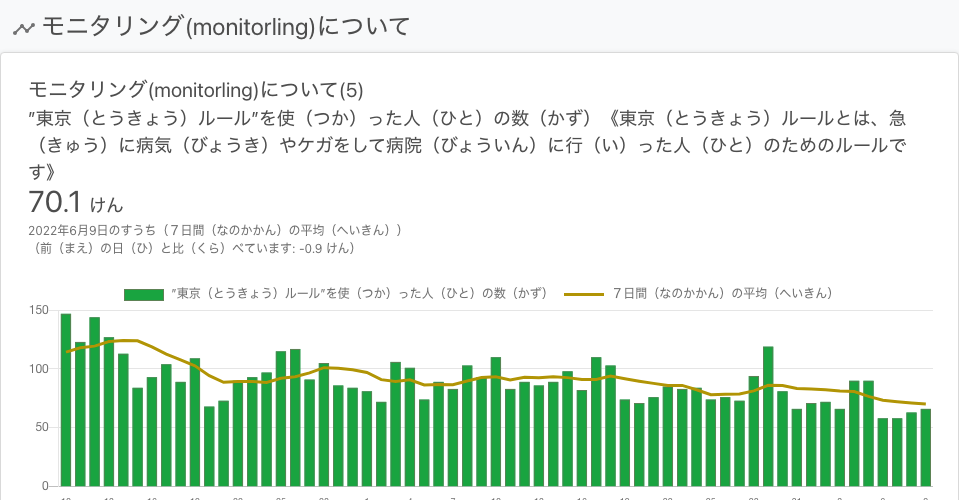 モニタリング(monitorling)について
モニタリング(monitorling)について(5)
”東京（とうきょう）ルール”を使（つか）った人（ひと）の数（かず）《東京（とうきょう）ルールとは、急
（きゅう）に病気（びょうき）やケガをして病院（びょういん）に行（い）った人（ひと）のためのルールで
す》
70.1 けん
2022年6月9日のすうち（７日間（なのかかん）の平均（へいきん））
（前（まえ）の日（ひ）と比（くら）べています: -0.9 けん）
”東京（とうきょう）ルール”を使（つか）った人（ひと）の数（かず） ７日間（なのかかん）の平均（へいきん）
150
100
50
0